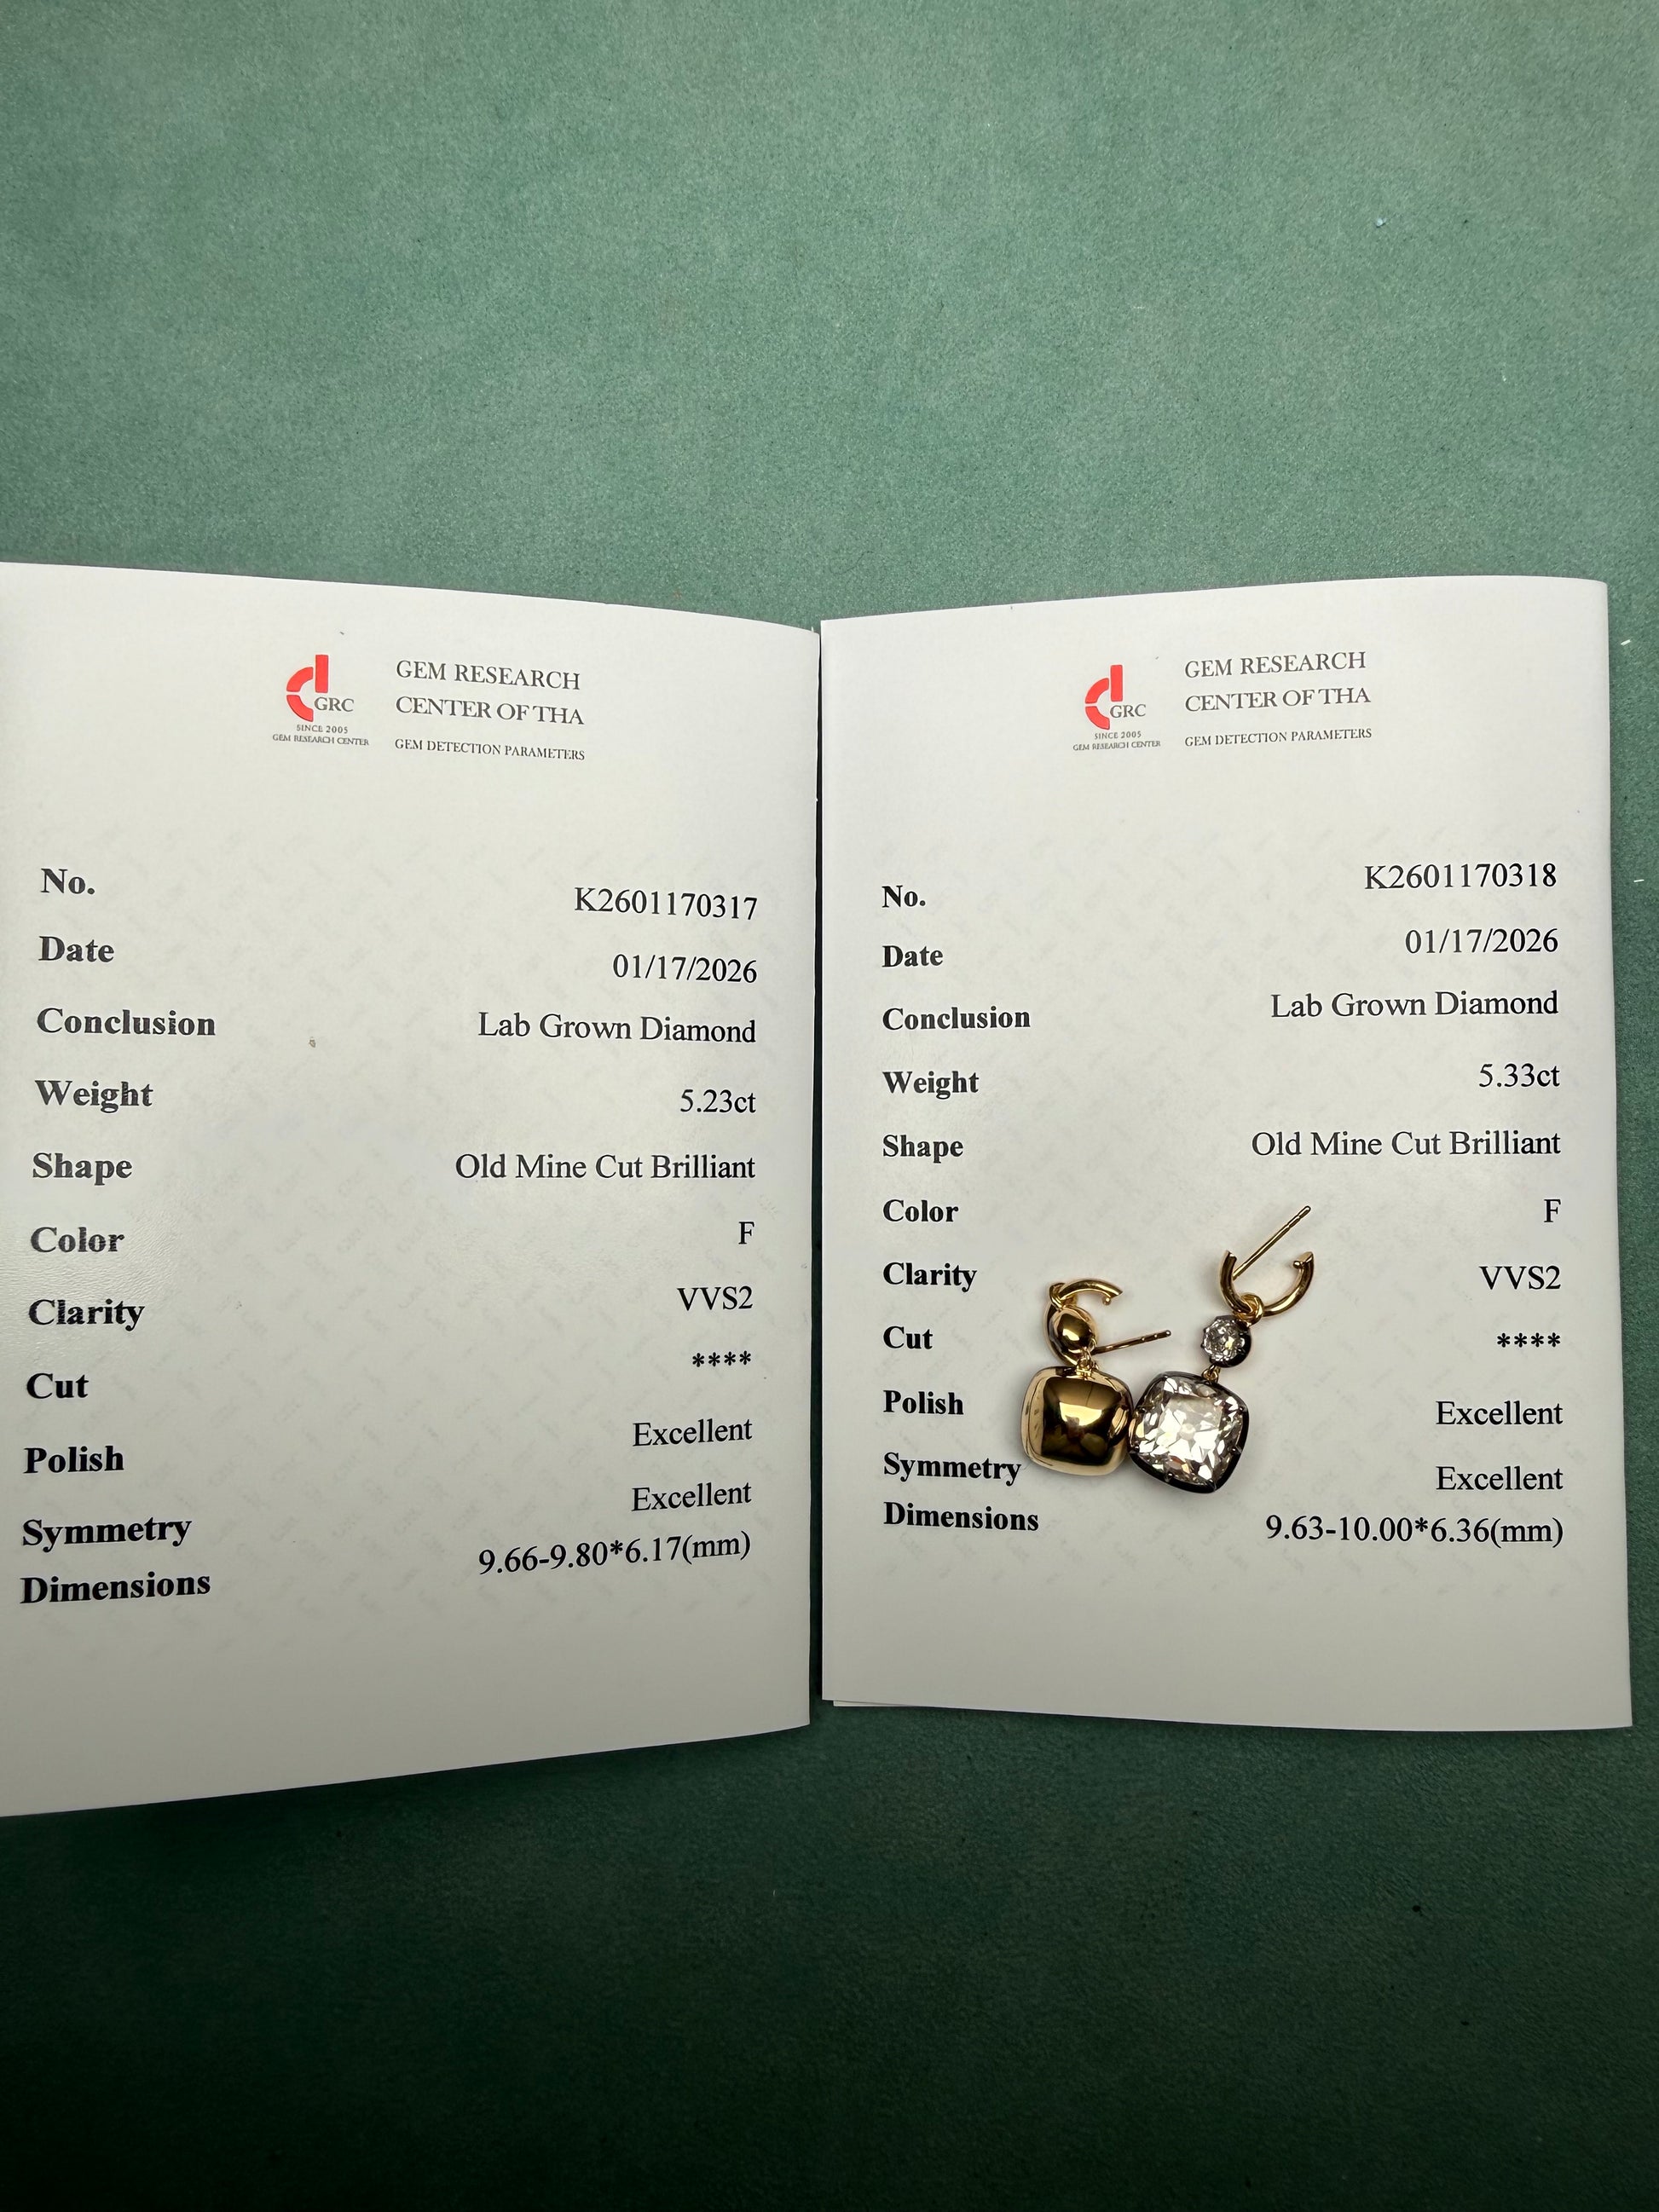 GRC
SINCE 2005
GEM RESEARCH CENTER
GEM RESEARCH
CENTER OF THA
GEM DETECTION PARAMETERS
No. K2601170317
Date 01/17/2026
Conclusion Lab Grown Diamond
Weight 5.23ct
Shape Old Mine Cut Brilliant
Color F
Clarity VVS2
Cut ****
Polish Excellent
Symmetry Excellent
Dimensions 9.66-9.80*6.17(mm)
GRC
SINCE 2005
GEM RESEARCH CENTER
GEM RESEARCH
CENTER OF THA
GEM DETECTION PARAMETERS
No. K2601170318
Date 01/17/2026
Conclusion Lab Grown Diamond
Weight 5.33ct
Shape Old Mine Cut Brilliant
Color F
Clarity VVS2
Cut ****
Polish Excellent
Symmetry Excellent
Dimensions 9.63-10.00*6.36(mm)